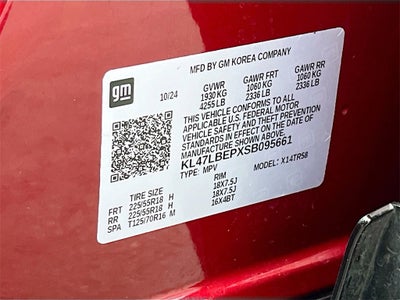 MFD BY GM KOREA COMPANY
gm
10/24
GVWR GAWR FRT GAWR RR
1930 KG 1060 KG 1060 KG
4255 LB 2336 LB 2336 LB
THIS VEHICLE CONFORMS TO ALL
APPLICABLE U.S. FEDERAL MOTOR
VEHICLE SAFETY AND THEFT PREVENTION
STANDARDS IN EFFECT ON THE DATE OF
MANUFACTURE SHOWN ABOVE.
KL47LBEPXSB095661
TYPE: MPV MODEL: X14TR58
TIRE SIZE RIM
FRT 225/55R18 H 18X7.5J
RR 225/55R18 H 18X7.5J
SPA T125/70R16 M 16X4BT